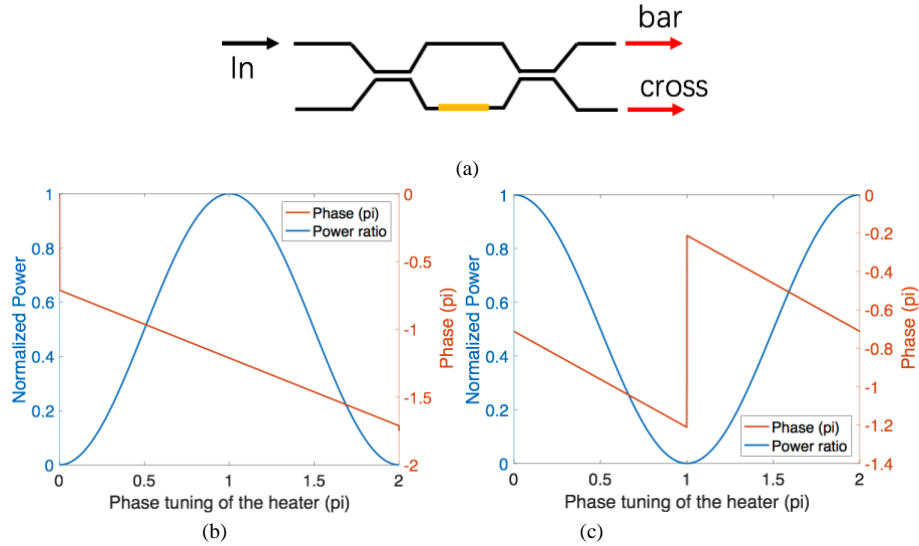 bar
In
cross
(a)
1
0.8
0.6
0.4
0.2
0
Normalized Power
0
0.5
1
1.5
2
Phase tuning of the heater (pi)
0
-0.5
-1
-1.5
-2
Phase (pi)
Phase (pi)
Power ratio
(b)
1
0.8
0.6
0.4
0.2
0
Normalized Power
0
0.5
1
1.5
2
Phase tuning of the heater (pi)
0
-0.2
-0.4
-0.6
-0.8
-1
-1.2
-1.4
Phase (pi)
Phase (pi)
Power ratio
(c)